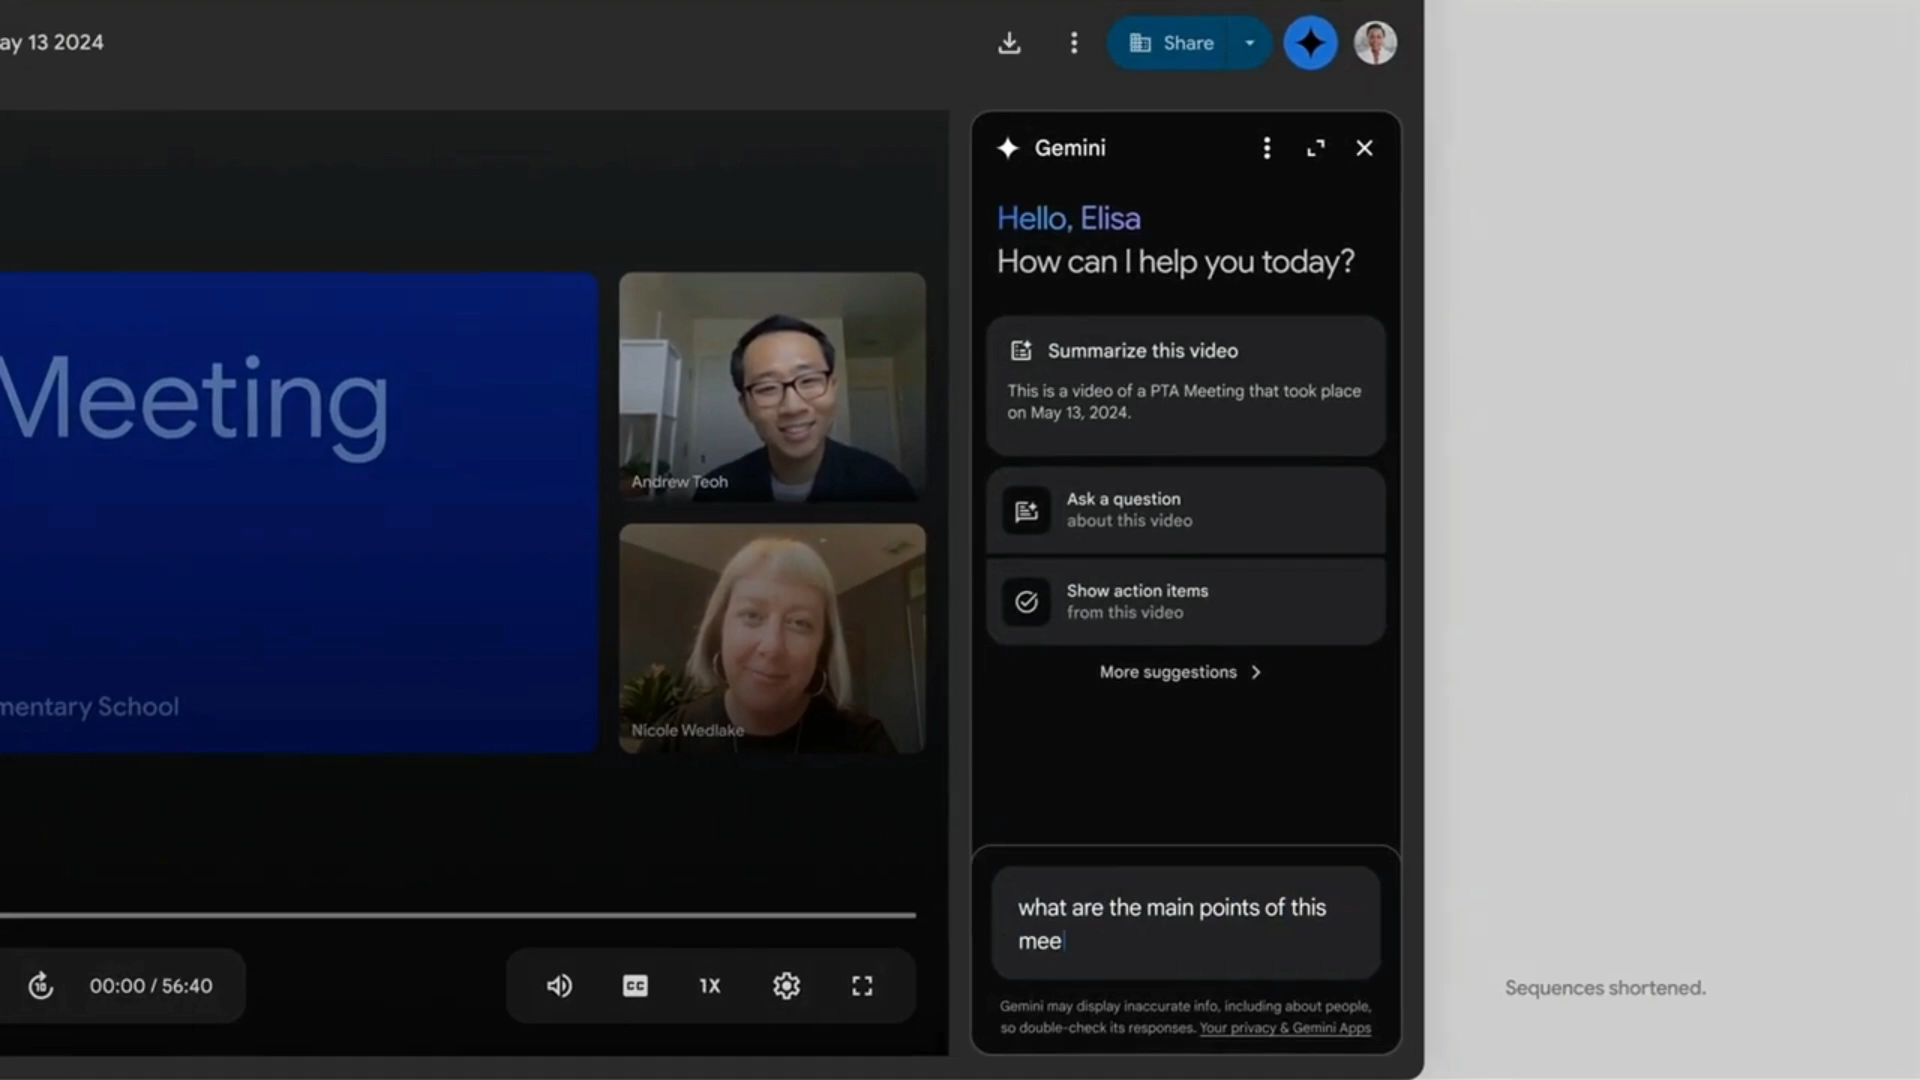 ay 13 2024
Share
Gemini
Hello, Elisa
How can I help you today?
Summarize this video
This is a video of a PTA Meeting that took place
on May 13, 2024.
Meeting
Andrew Teoh
Ask a question
about this video
Show action items
from this video
More suggestions
mentary School
Nicole Wedlake
what are the main points of this
mee
10
00:00 / 56:40
CC
1X
Gemini may display inaccurate info, including about people,
so double-check its responses. Your privacy & Gemini Apps
Sequences shortened.